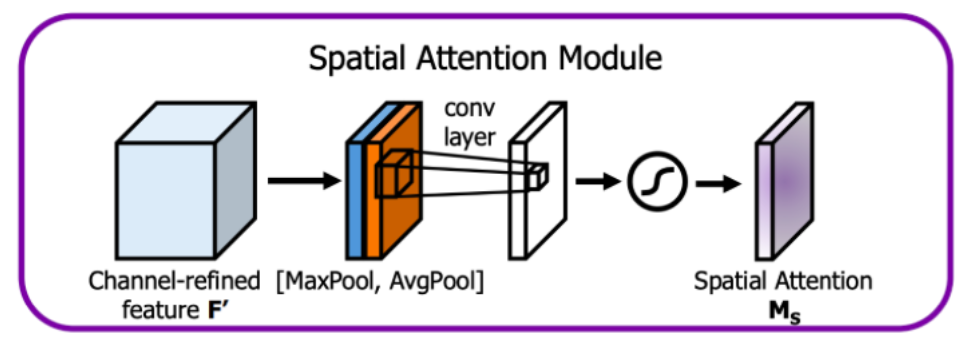 Spatial Attention Module
conv
layer
Channel-refined
feature F’
[MaxPool, AvgPool]
Spatial Attention
Ms